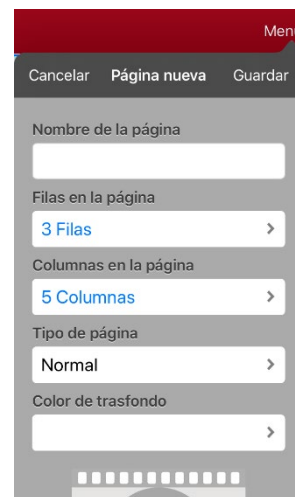 Menú
Cancelar Página nueva Guardar
Nombre de la página
Filas en la página
3 Filas
Columnas en la página
5 Columnas
Tipo de página
Normal
Color de trasfondo